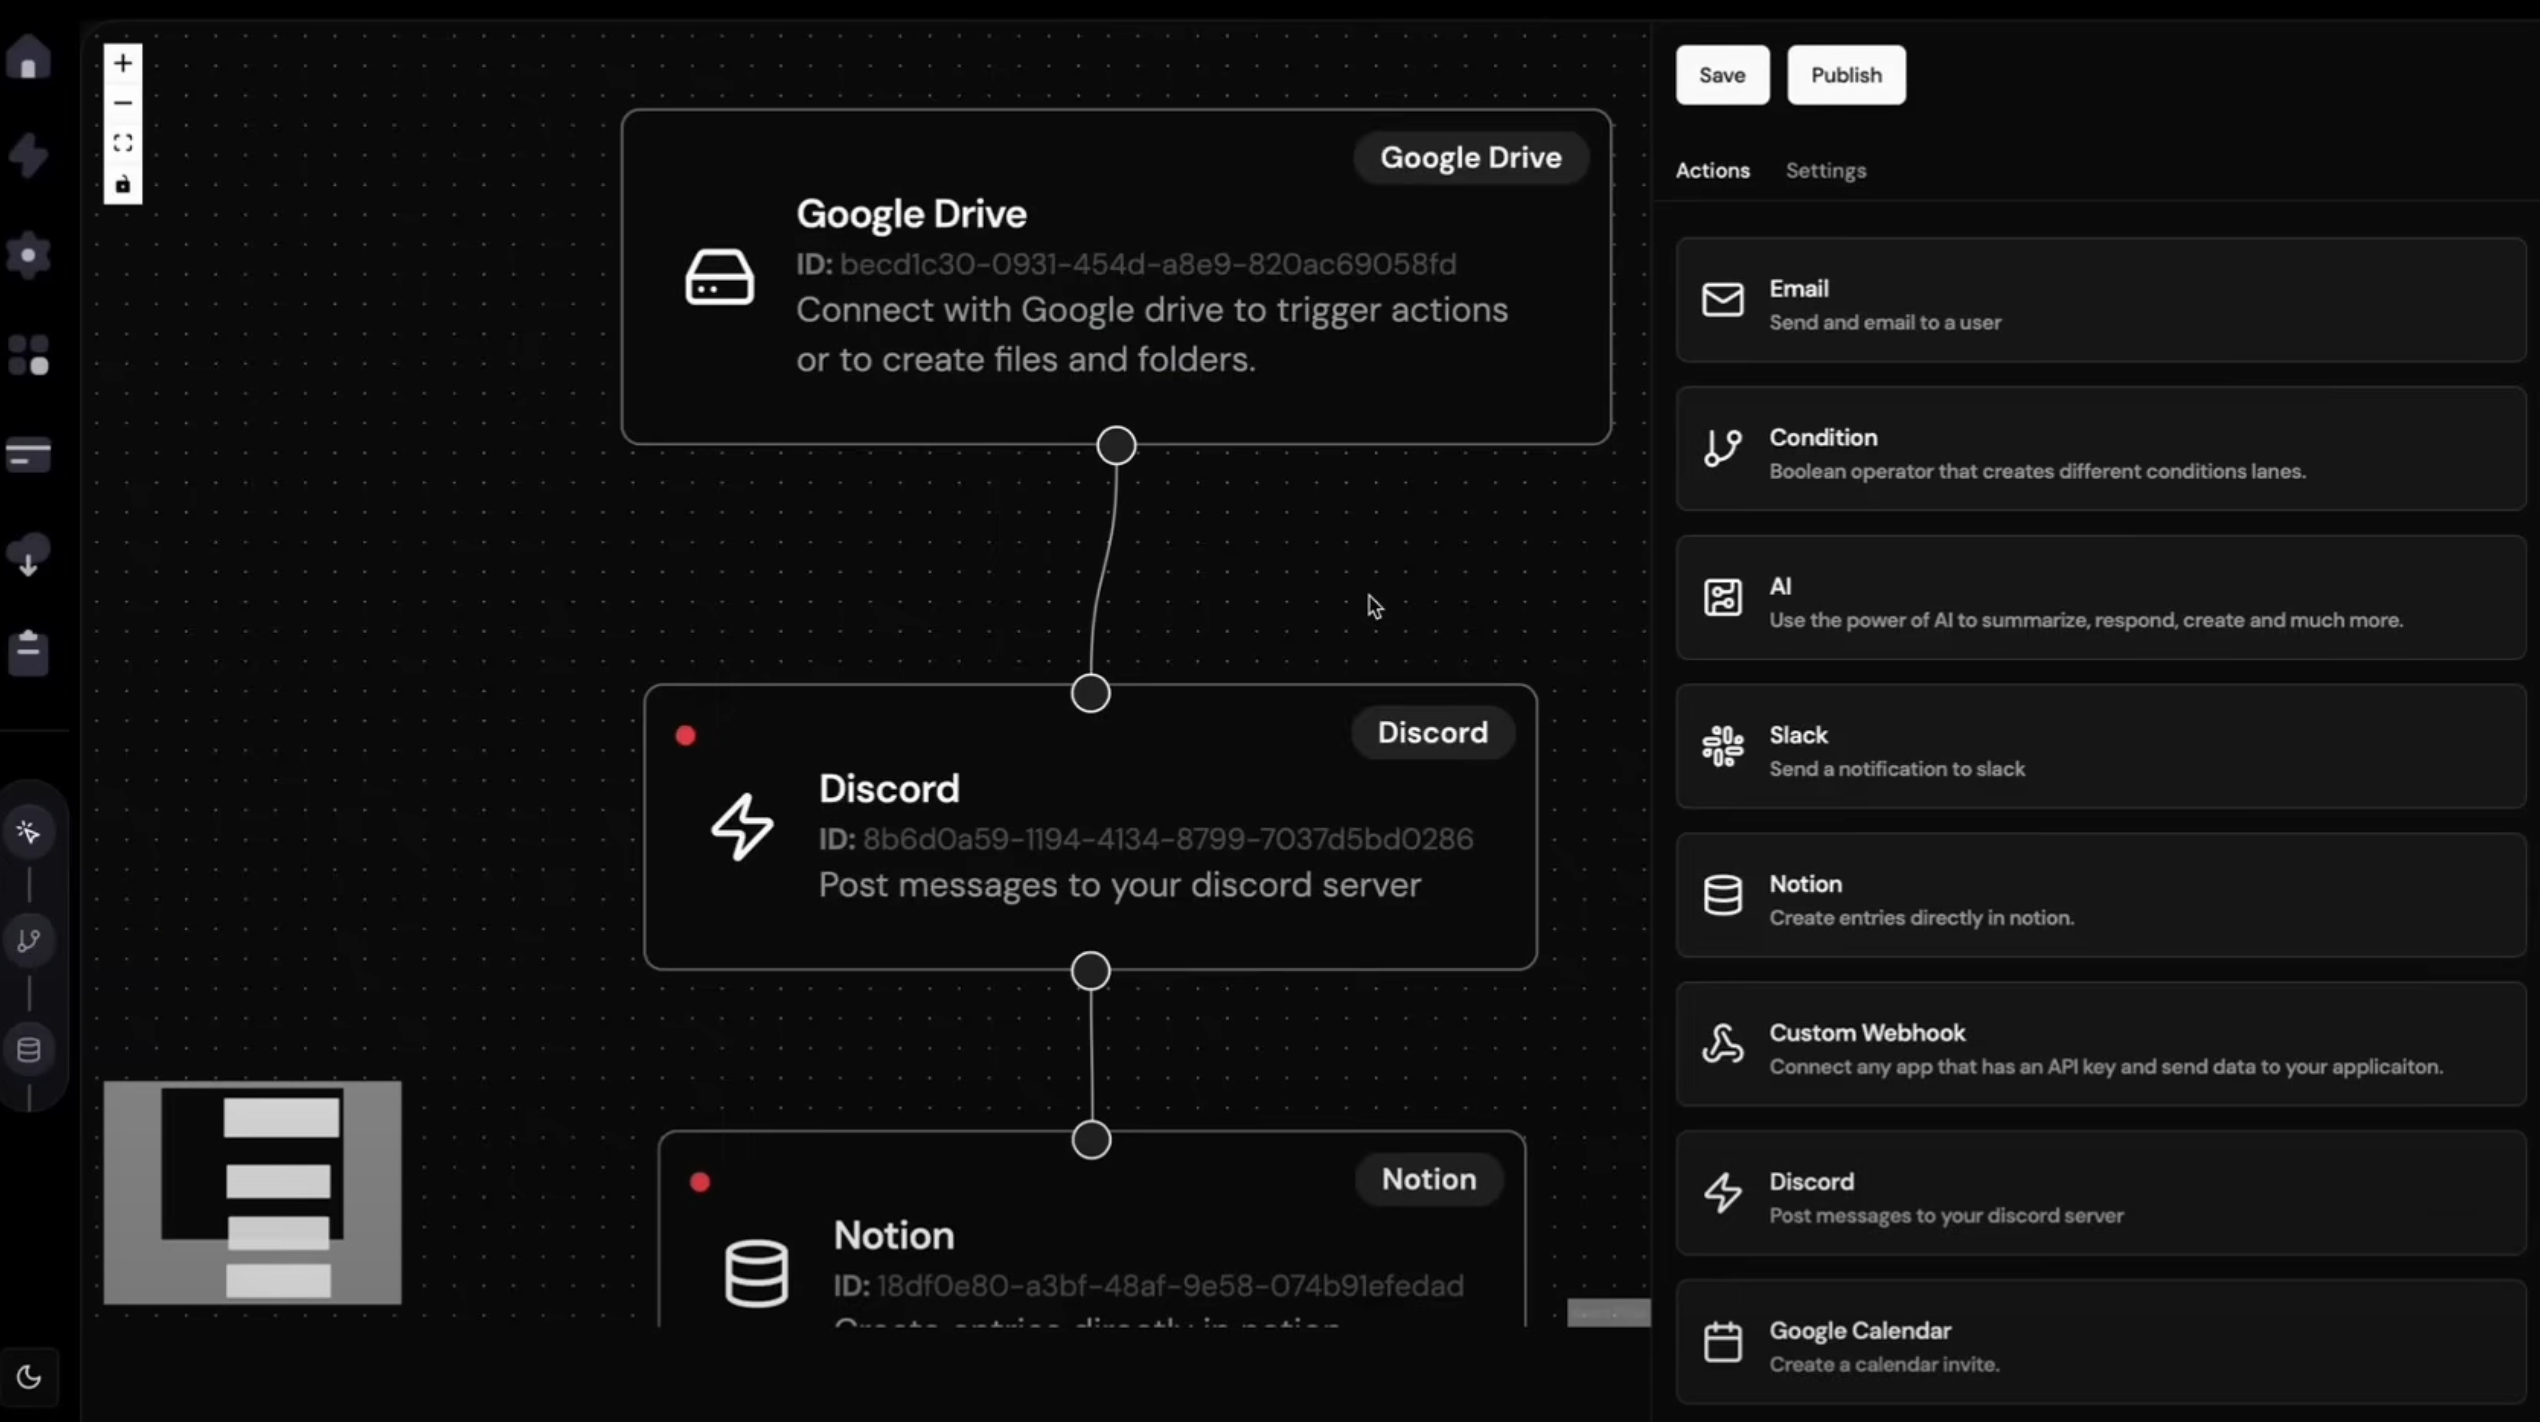 Google Drive
Google Drive
ID: becd1c30-0931-454d-a8e9-820ac69058fd
Connect with Google drive to trigger actions
or to create files and folders.
Discord
Discord
ID: 8b6d0a59-1194-4134-8799-7037d5bd0286
Post messages to your discord server
Notion
Notion
ID: 18df0e80-a3bf-48af-9e58-074b91efedad
Create entries directly in notion.
Save
Publish
Actions
Settings
Email
Send and email to a user
Condition
Boolean operator that creates different conditions lanes.
AI
Use the power of AI to summarize, respond, create and much more.
Slack
Send a notification to slack
Notion
Create entries directly in notion.
Custom Webhook
Connect any app that has an API key and send data to your applicaiton.
Discord
Post messages to your discord server
Google Calendar
Create a calendar invite.